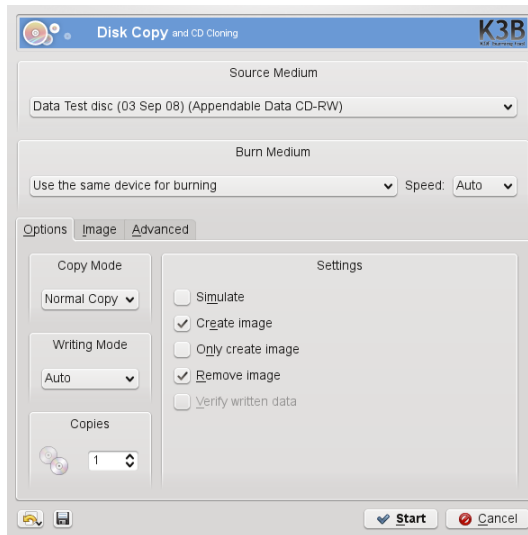 Disk Copy and CD Cloning
K3B
Source Medium
Data Test disc (03 Sep 08) (Appendable Data CD-RW)
Burn Medium
Use the same device for burning Speed: Auto
Options Image Advanced
Copy Mode
Normal Copy
Writing Mode
Auto
Copies
1
Settings
Simulate
Create image
Only create image
Remove image
Verify written data
Start Cancel